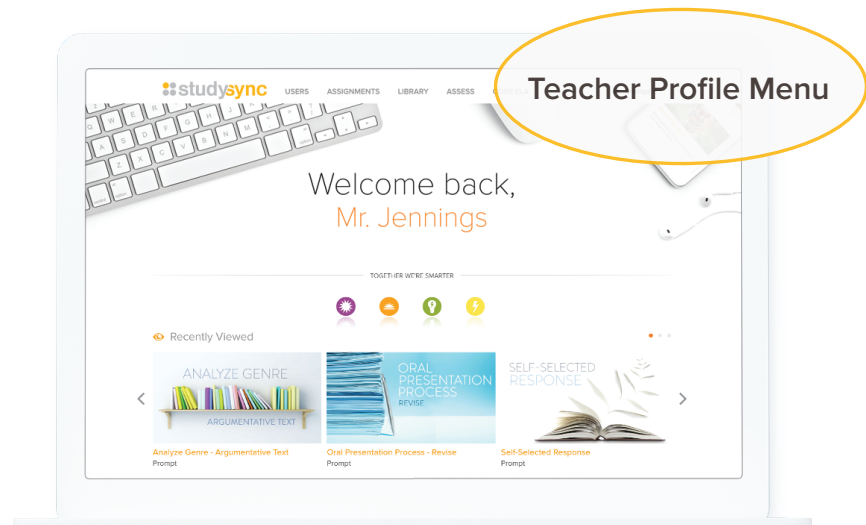 Teacher Profile Menu
studysync USERS ASSIGNMENTS LIBRARY ASSESS
Welcome back,
Mr. Jennings
TOGETHER WE'RE SMARTER
Recently Viewed
ANALYZE GENRE
ARGUMENTATIVE TEXT
ORAL
PRESENTATION
PROCESS
REVISE
SELF-SELECTED
RESPONSE
Analyze Genre - Argumentative Text
Prompt
Oral Presentation Process - Revise
Prompt
Self-Selected Response
Prompt